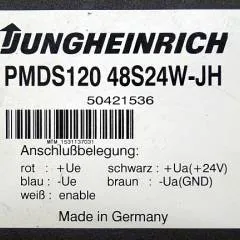 JUNGHEINRICH
PMDS120 48S24W-JH
50421536
MTM_1531137031
Anschlußbelegung:
rot : +Ue schwarz : +Ua(+24V)
blau : -Ue braun : -Ua(GND)
weiß : enable
Made in Germany